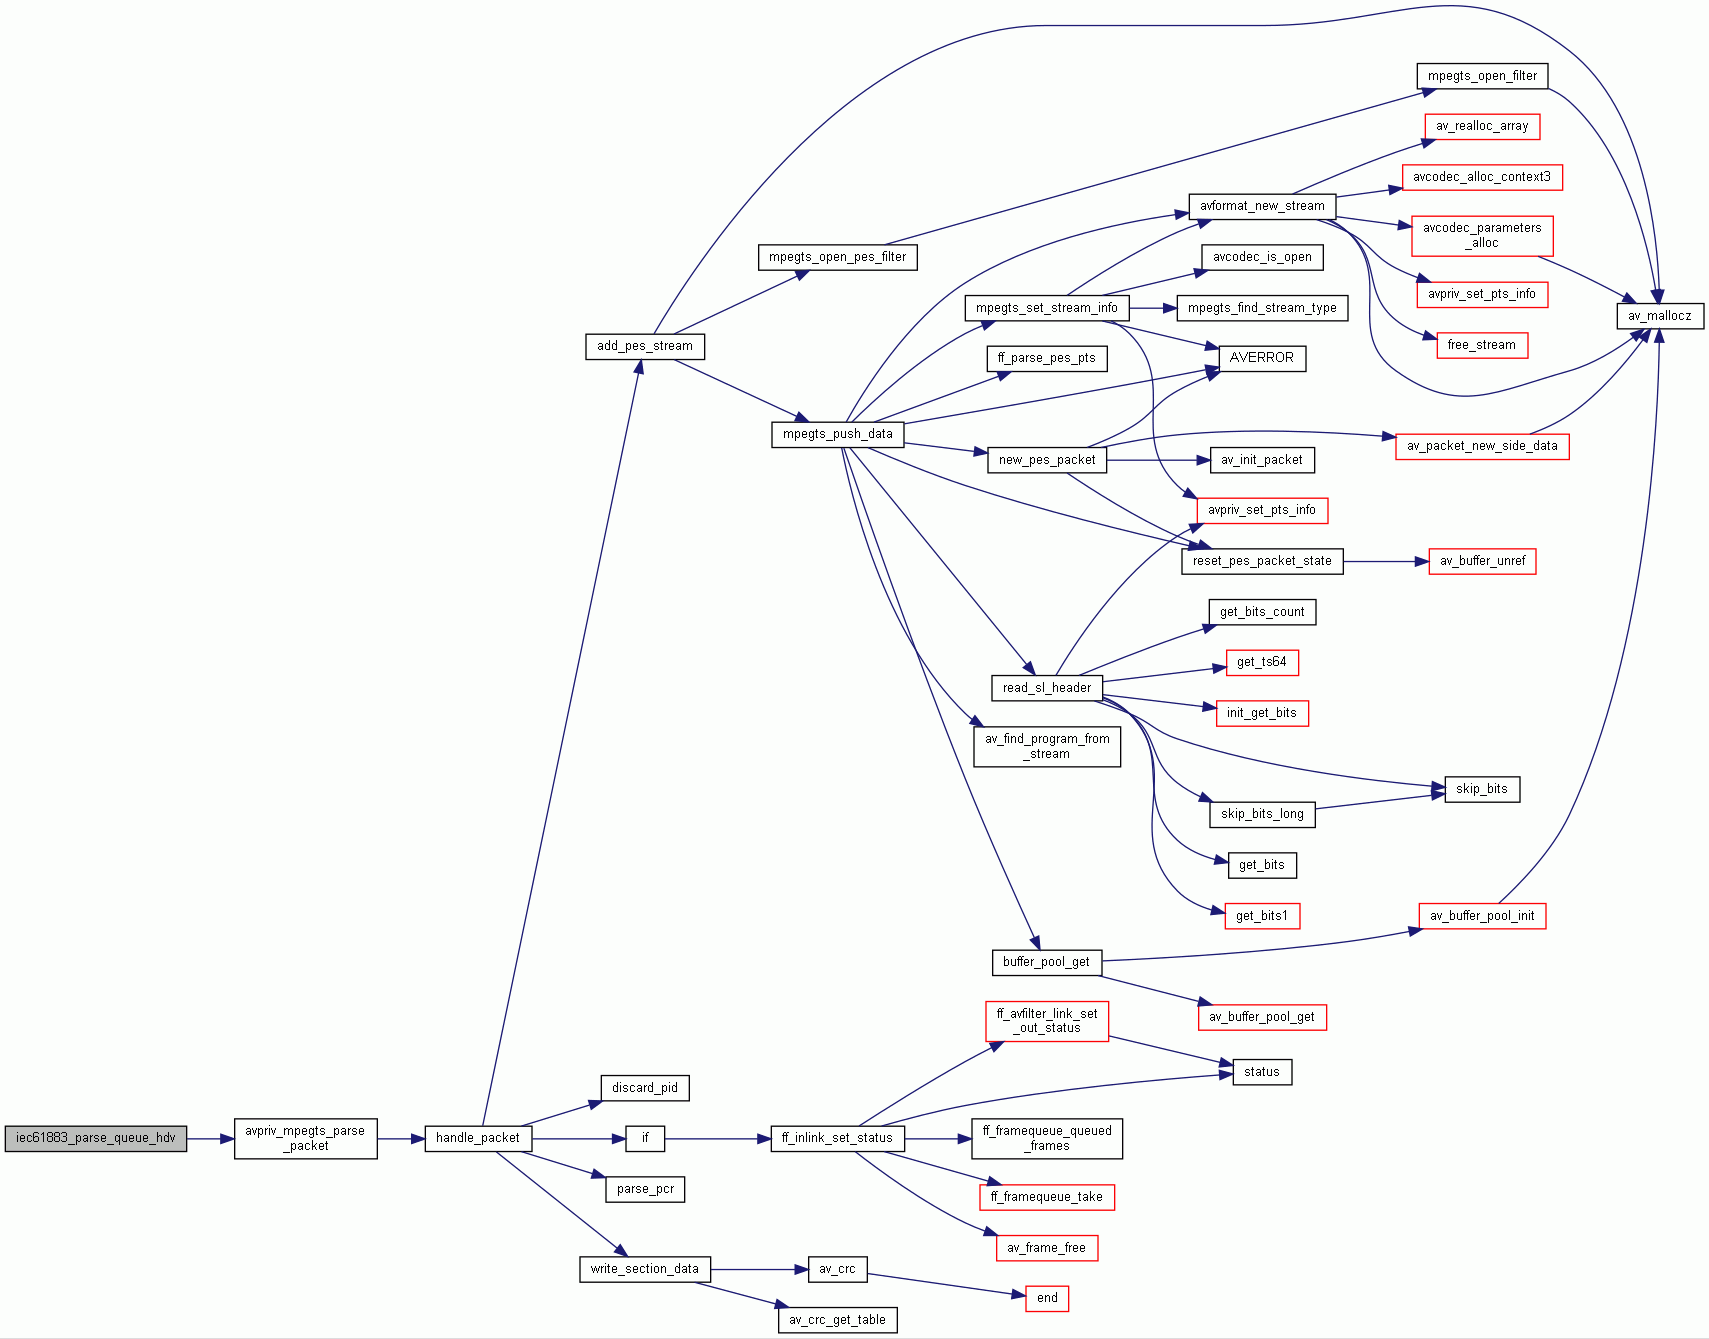 mpegts_open_filter
av_realloc_array
avcodec_alloc_context3
avformat_new_stream
avcodec_parameters
_alloc
mpegts_open_pes_filter
avcodec_is_open
avpriv_set_pts_info
mpegts_set_stream_info
mpegts_find_stream_type
av_mallocz
add_pes_stream
ff_parse_pes_pts
AVERROR
free_stream
mpegts_push_data
new_pes_packet
av_init_packet
av_packet_new_side_data
avpriv_set_pts_info
reset_pes_packet_state
av_buffer_unref
get_bits_count
get_ts64
read_sl_header
init_get_bits
av_find_program_from
_stream
skip_bits
skip_bits_long
get_bits
get_bits1
av_buffer_pool_init
buffer_pool_get
av_buffer_pool_get
ff_avfilter_link_set
_out_status
status
discard_pid
iec61883_parse_queue_hdv
avpriv_mpegts_parse
_packet
handle_packet
if
ff_inlink_set_status
ff_framequeue_queued
_frames
parse_pcr
ff_framequeue_take
av_frame_free
write_section_data
av_crc
end
av_crc_get_table